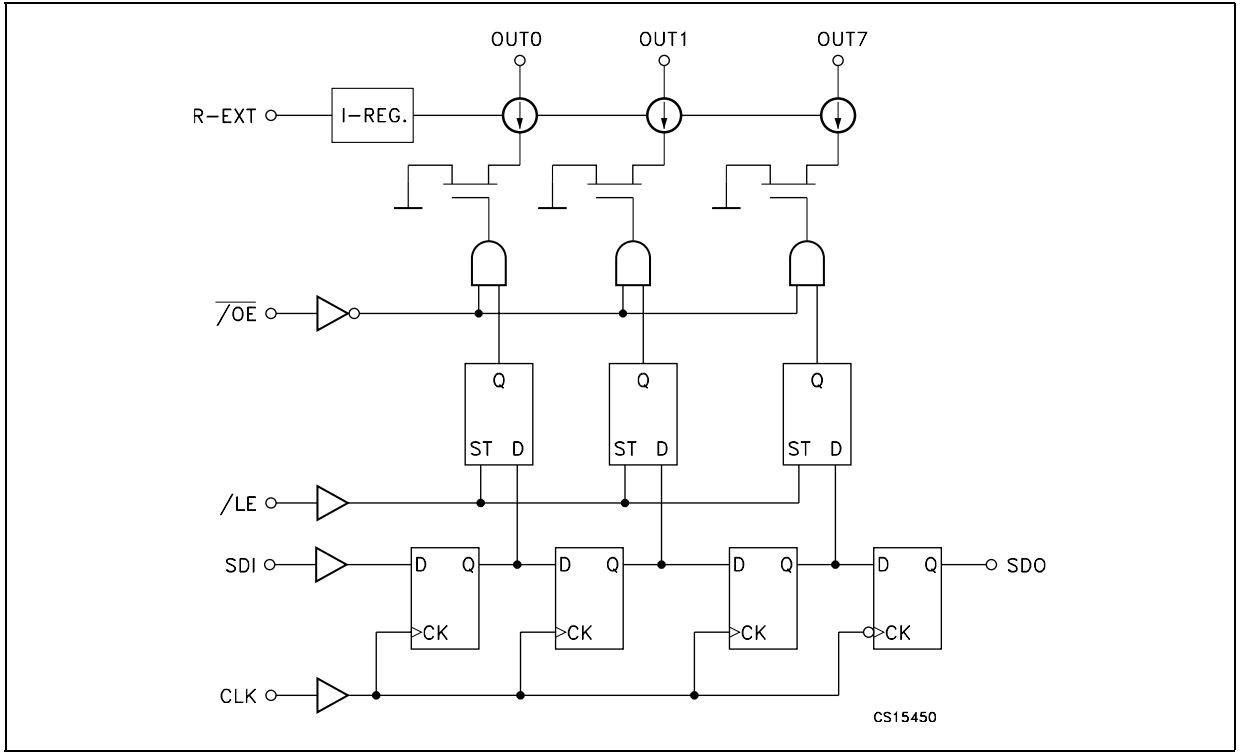 OUT0 OUT1 OUT7
R-EXT I-REG.
/OE
Q Q Q
ST D ST D ST D
/LE
SDI D Q D Q D Q D Q SDO
CK CK CK CK
CLK
CS15450